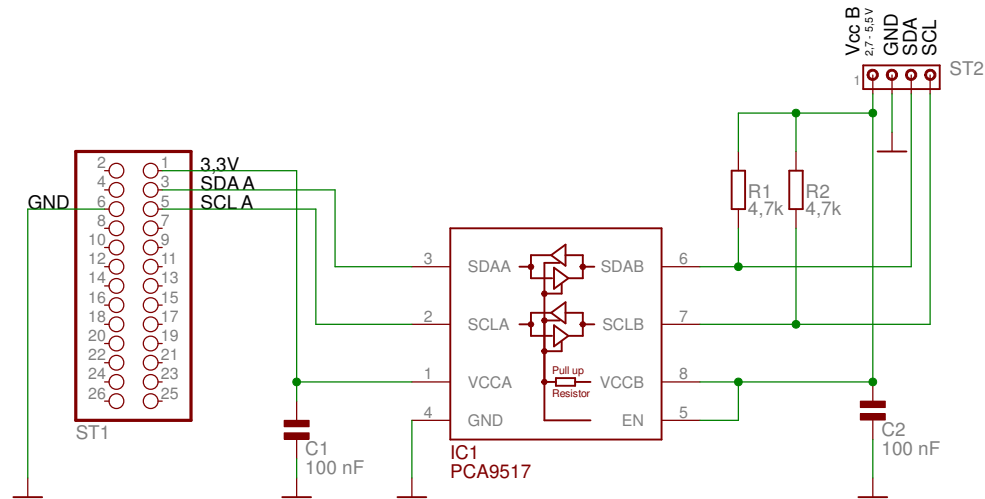 Vcc B
2,7 - 5,5 V
GND
SDA
SCL
1
ST2
2 1 3,3V
4 3 SDA A
GND 6 5 SCL A
8 7
10 9
12 11
14 13
16 15
18 17
20 19
22 21
24 23
26 25
ST1
R1
4,7k
R2
4,7k
3 SDAA SDAB 6
2 SCLA SCLB 7
Pull up
1 VCCA VCCB 8
Resistor
4 GND EN 5
IC1
PCA9517
C1
100 nF
C2
100 nF